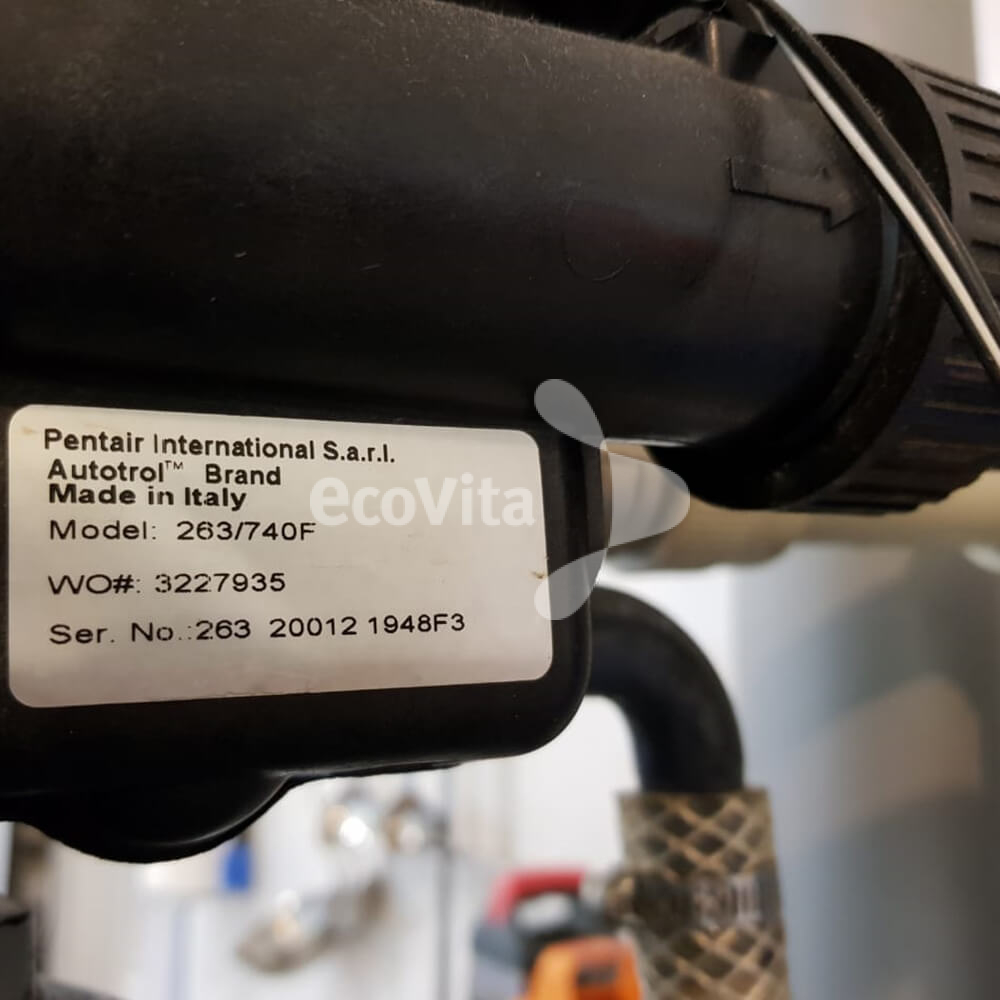 Pentair International S.a.r.l.
Autotrol™ Brand
Made in Italy
Model: 263/740F
WO#: 3227935
Ser. No.:263 20012 1948F3
ecoVita